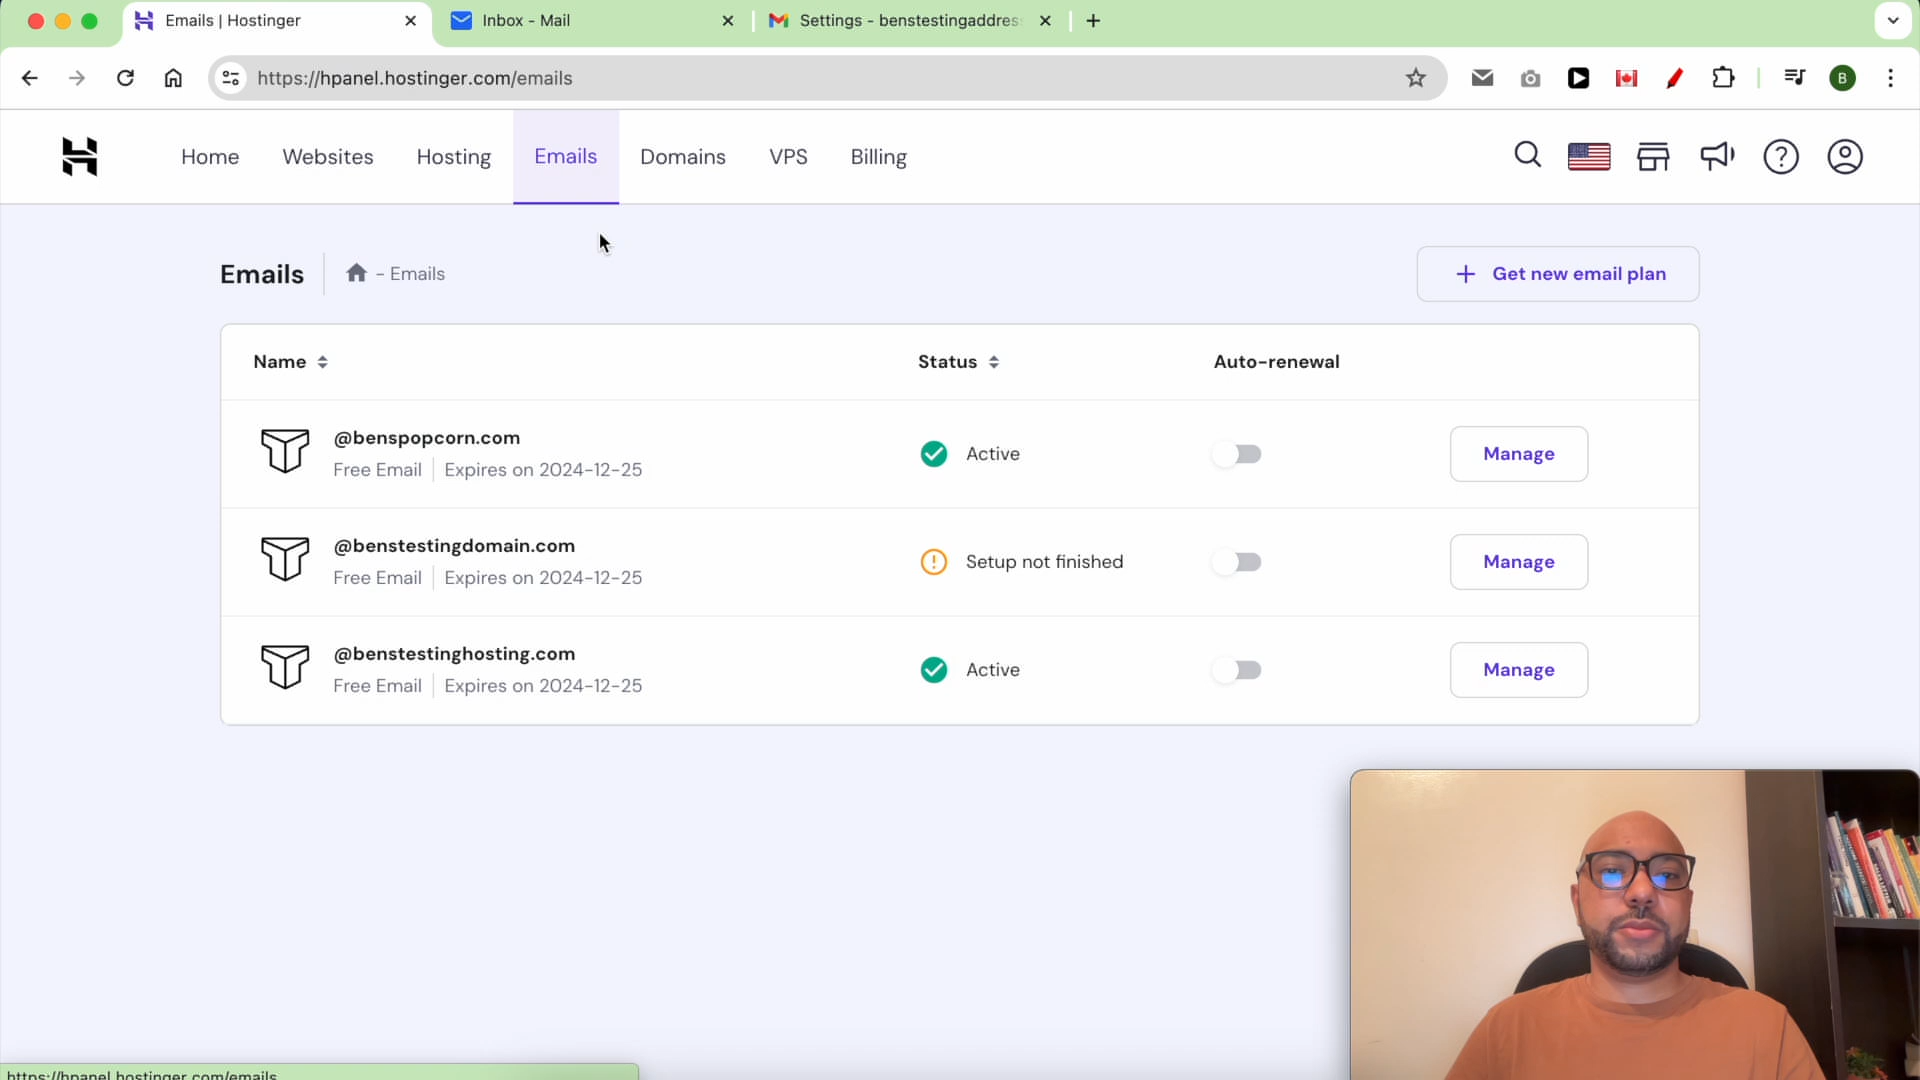 Emails | Hostinger
Inbox - Mail
Settings - benstestingaddres
https://hpanel.hostinger.com/emails
B
Home
Websites
Hosting
Emails
Domains
VPS
Billing
Emails
- Emails
+ Get new email plan
Name
Status
Auto-renewal
@benspopcorn.com
Free Email
Expires on 2024-12-25
Active
Manage
@benstestingdomain.com
Free Email
Expires on 2024-12-25
Setup not finished
Manage
@benstestinghosting.com
Free Email
Expires on 2024-12-25
Active
Manage
https://hpanel.hostinger.com/emails